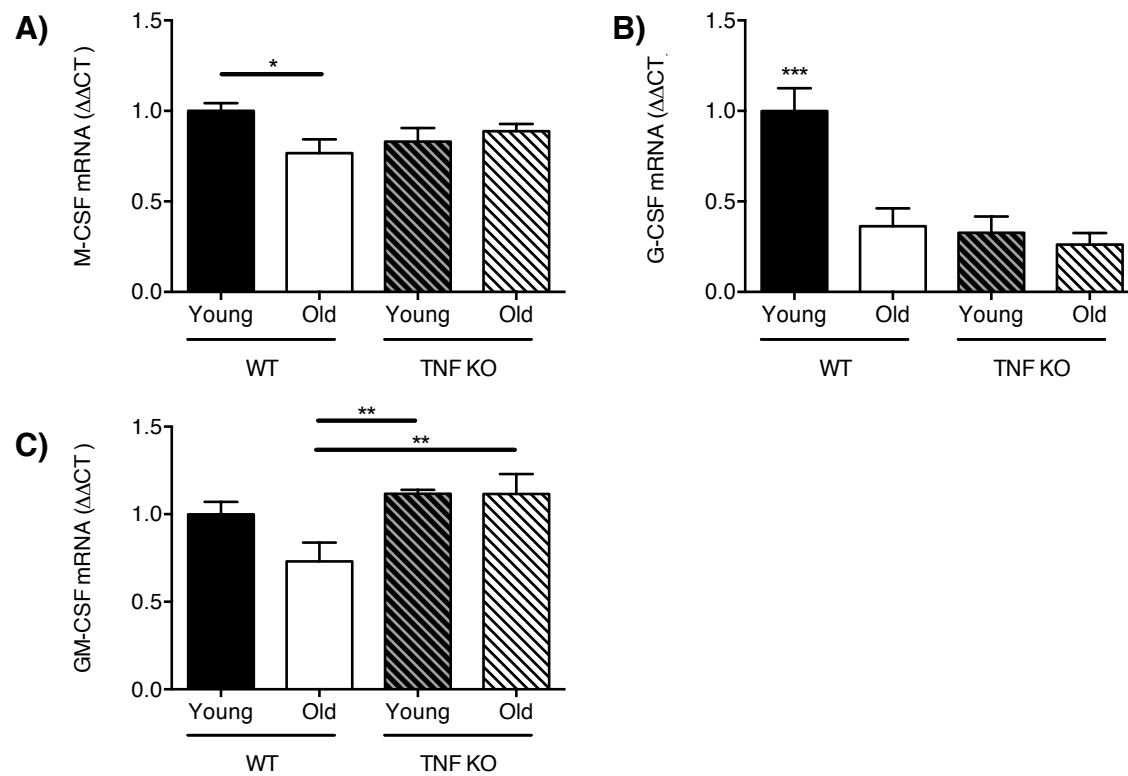 A)
M-CSF mRNA (ΔΔCT )
1.5
1.0
0.5
0.0
*
Young Old Young Old
WT TNF KO
B)
G-CSF mRNA (ΔΔCT)
1.5
1.0
0.5
0.0
***
Young Old Young Old
WT TNF KO
C)
GM-CSF mRNA (ΔΔCT)
1.5
1.0
0.5
0.0
**
**
Young Old Young Old
WT TNF KO